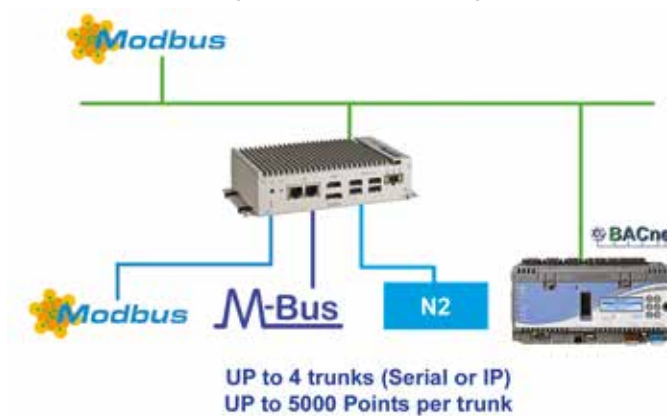 Modbus
BACne
Modbus
M-Bus
N2
UP to 4 trunks (Serial or IP)
UP to 5000 Points per trunk